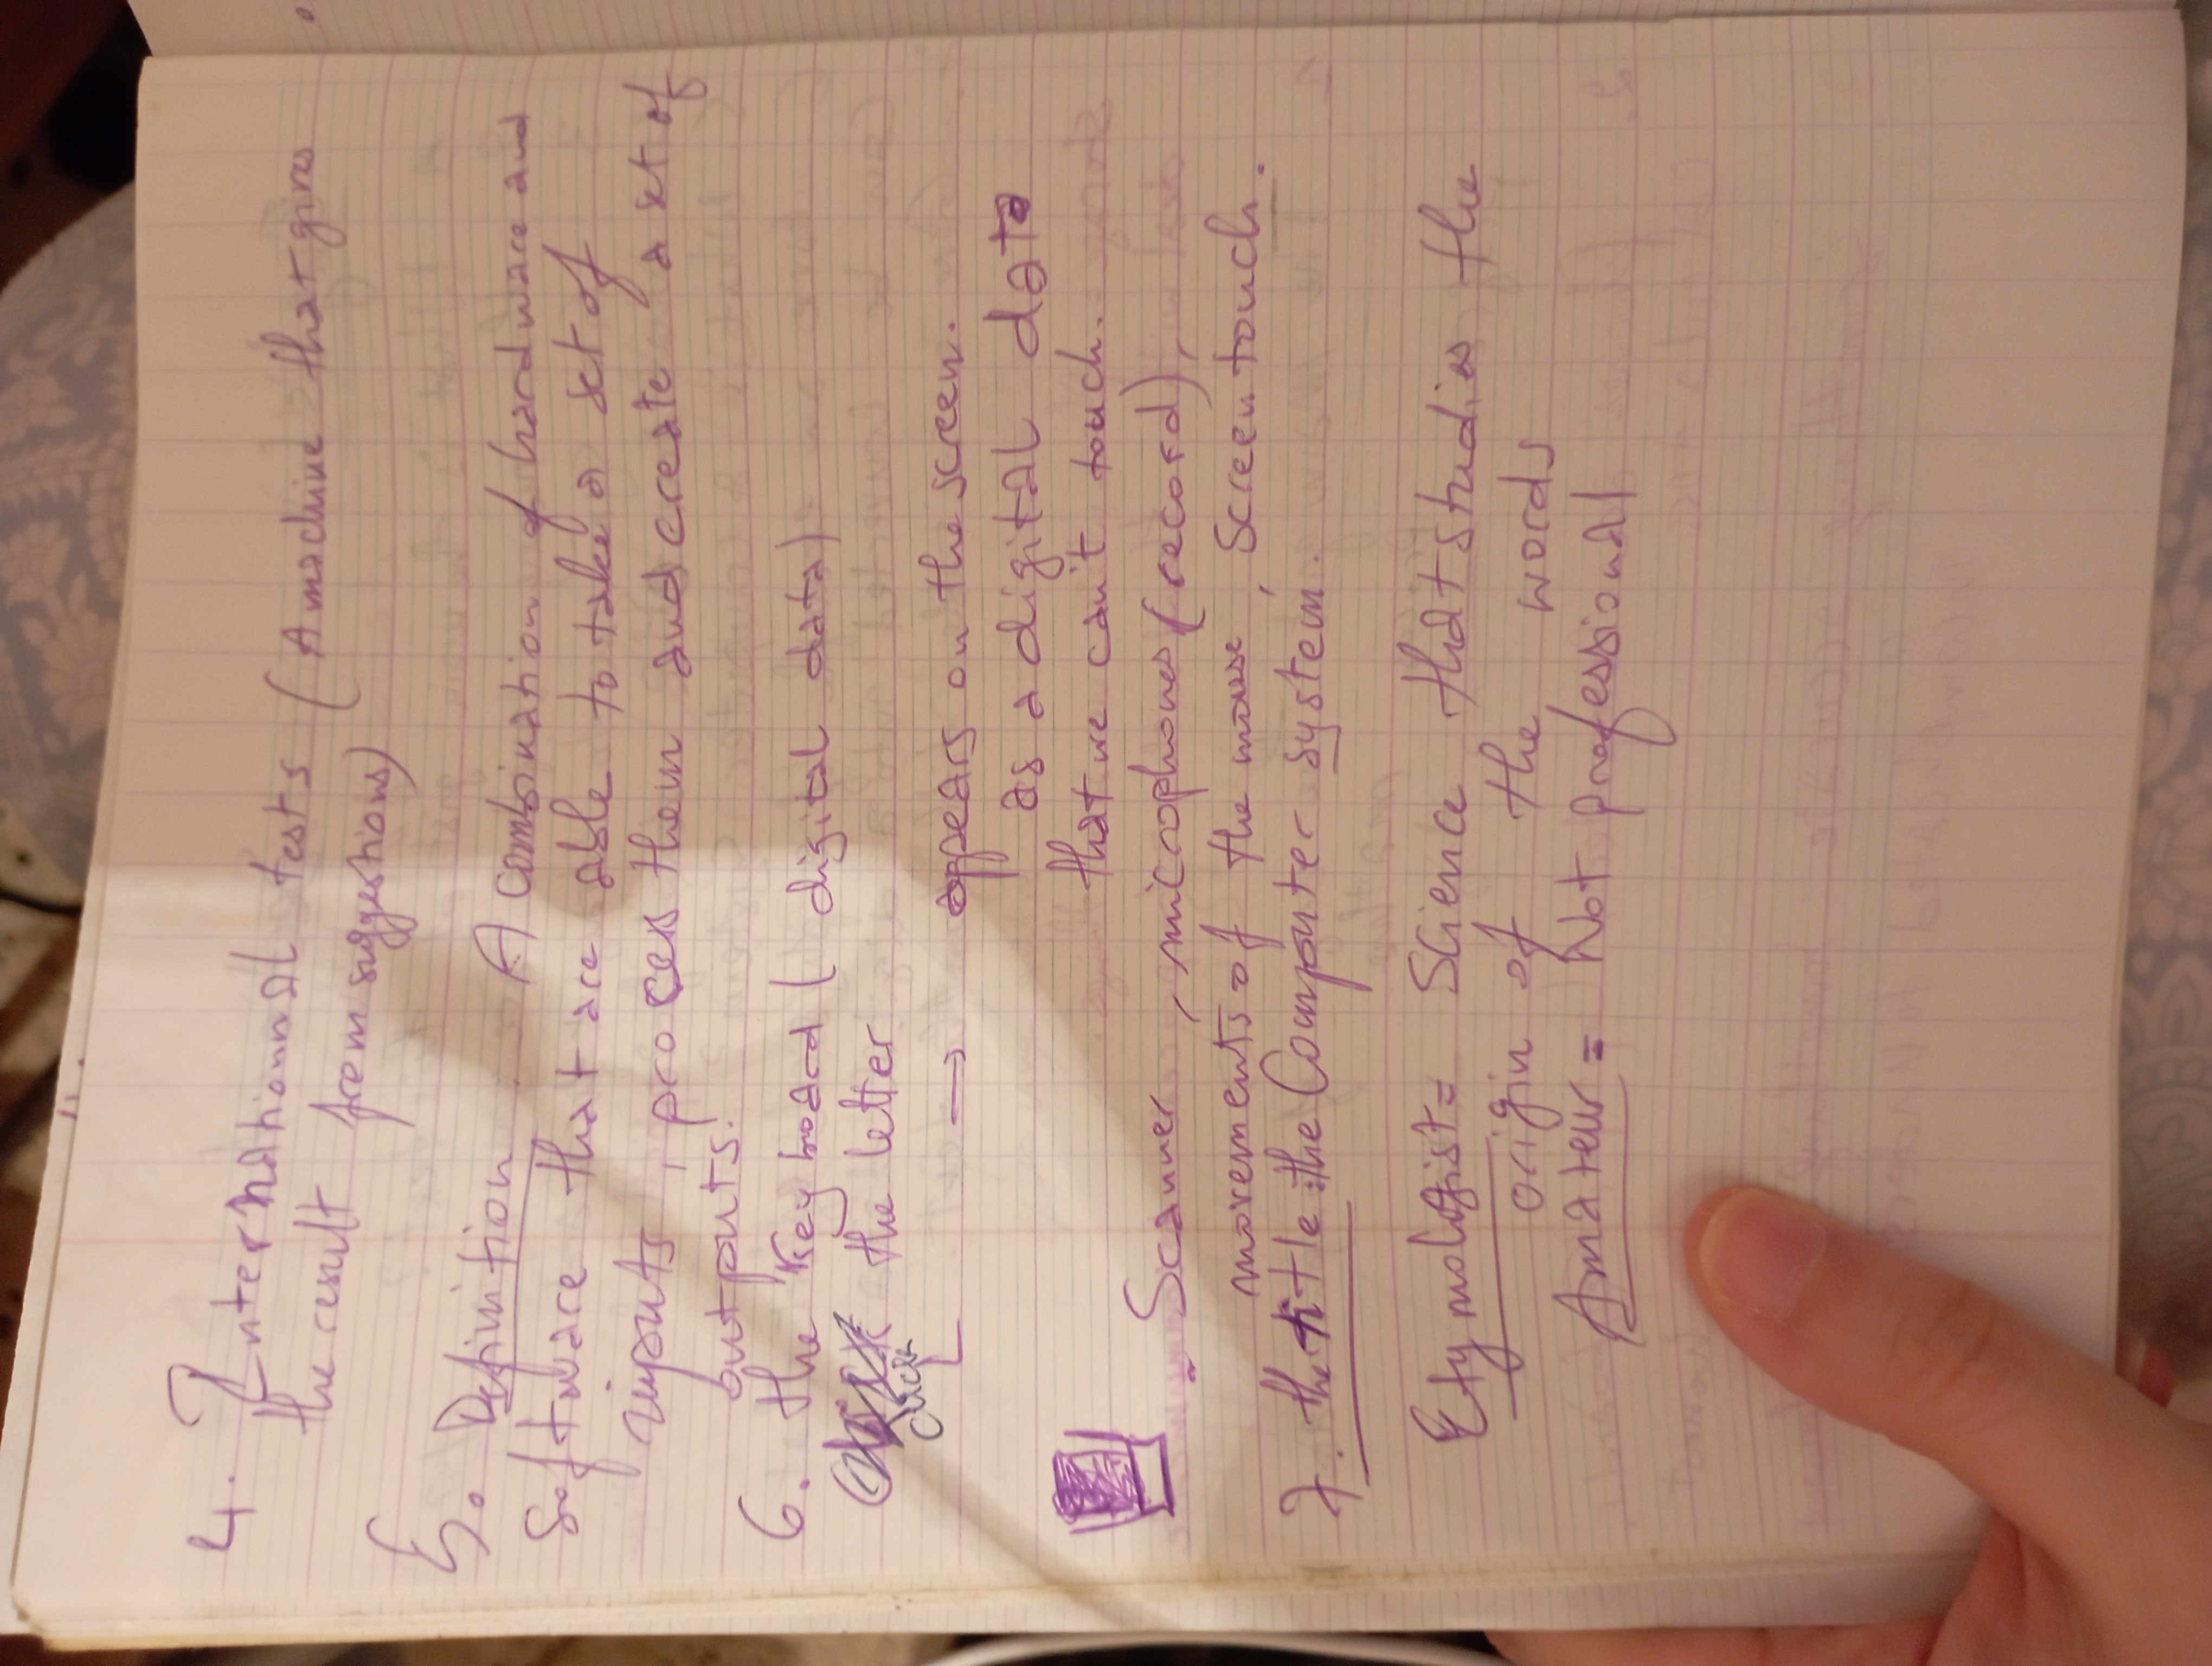 4. International tests (A machine that gives
the result from suggestions)
5. Definition. A combination of hardware and
Software that are able to take a set of
inputs, process them and create a set of
outputs.
6. the keyboard ( digital data)
click the letter
→ appears on the screen.
as a digital data
that we can't touch.
Scanner, microphones (record),
movements of the mouse, Screen touch.
7. the title: the Computer system.
Etymologist = Science that studies the
origin of the words
Amateur = Not professional